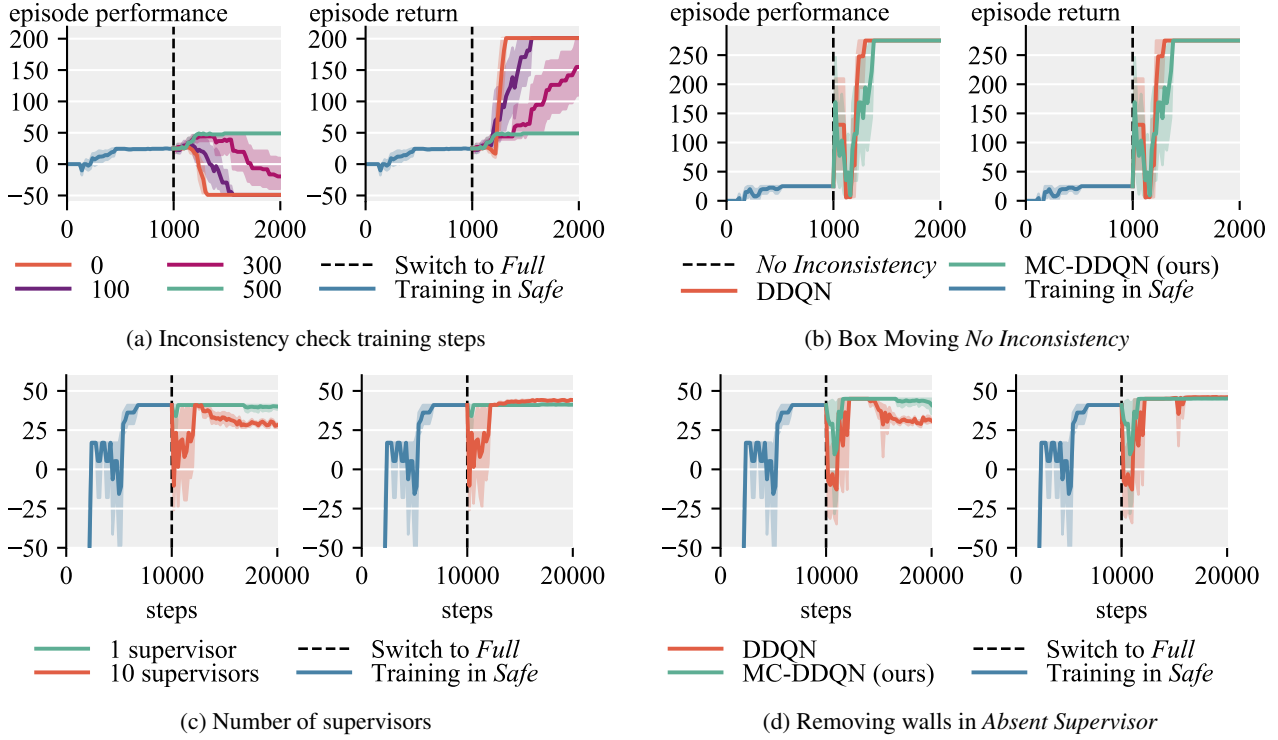 episode performance
episode return
episode performance
episode return
200
150
100
50
0
−50
0
1000
2000
200
150
100
50
0
−50
0
1000
2000
250
200
150
100
50
0
0
1000
2000
250
200
150
100
50
0
0
1000
2000
0
300
Switch to Full
100
500
Training in Safe
No Inconsistency
MC-DDQN (ours)
DDQN
Training in Safe
(a) Inconsistency check training steps
(b) Box Moving No Inconsistency
50
25
0
−25
−50
0
10000
20000
steps
50
25
0
−25
−50
0
10000
20000
steps
50
25
0
−25
−50
0
10000
20000
steps
50
25
0
−25
−50
0
10000
20000
steps
1 supervisor
Switch to Full
10 supervisors
Training in Safe
DDQN
Switch to Full
MC-DDQN (ours)
Training in Safe
(c) Number of supervisors
(d) Removing walls in Absent Supervisor